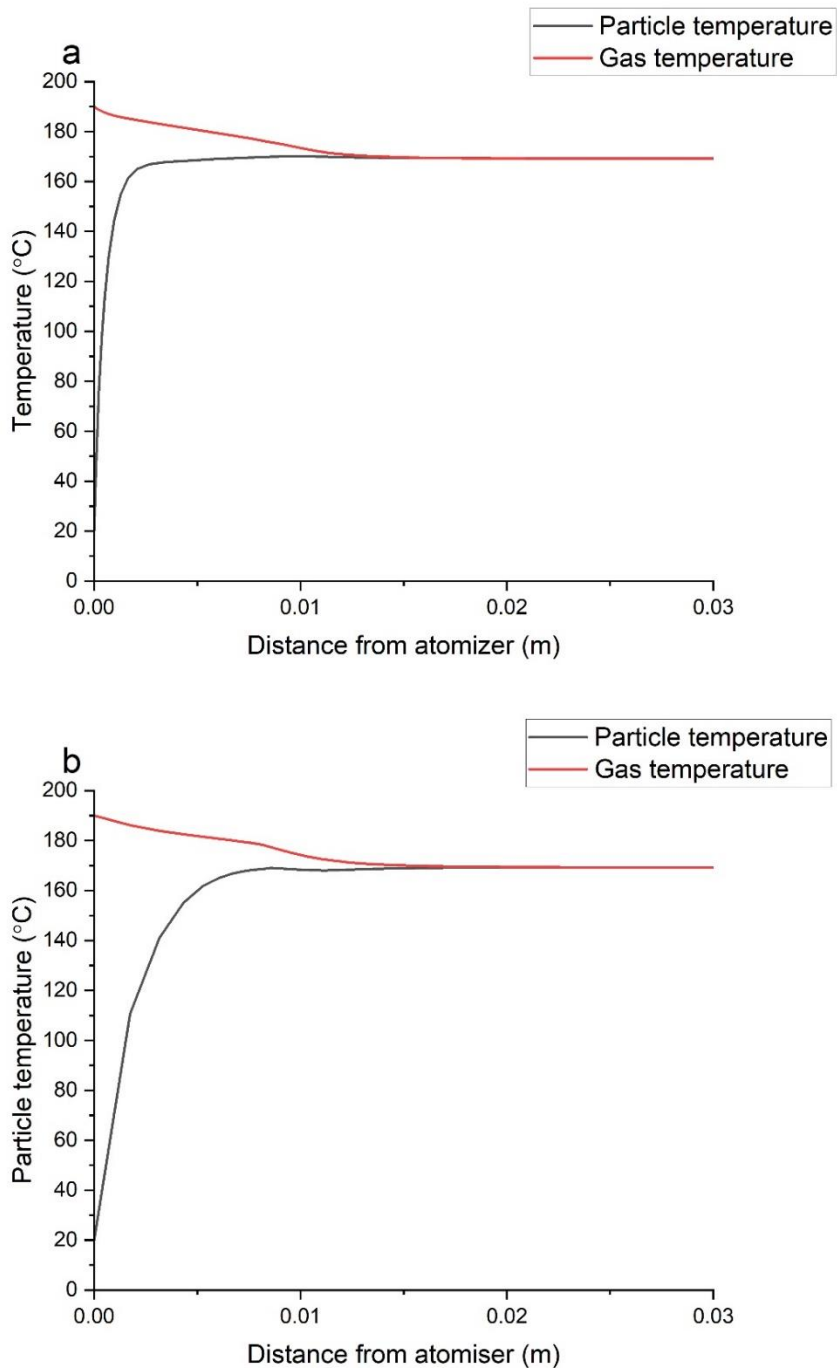 Particle temperature
Gas temperature
a
200
180
160
140
120
100
80
60
40
20
0
Temperature (°C)
0.00 0.01 0.02 0.03
Distance from atomizer (m)
Particle temperature
Gas temperature
b
200
180
160
140
120
100
80
60
40
20
0
Particle temperature (°C)
0.00 0.01 0.02 0.03
Distance from atomiser (m)